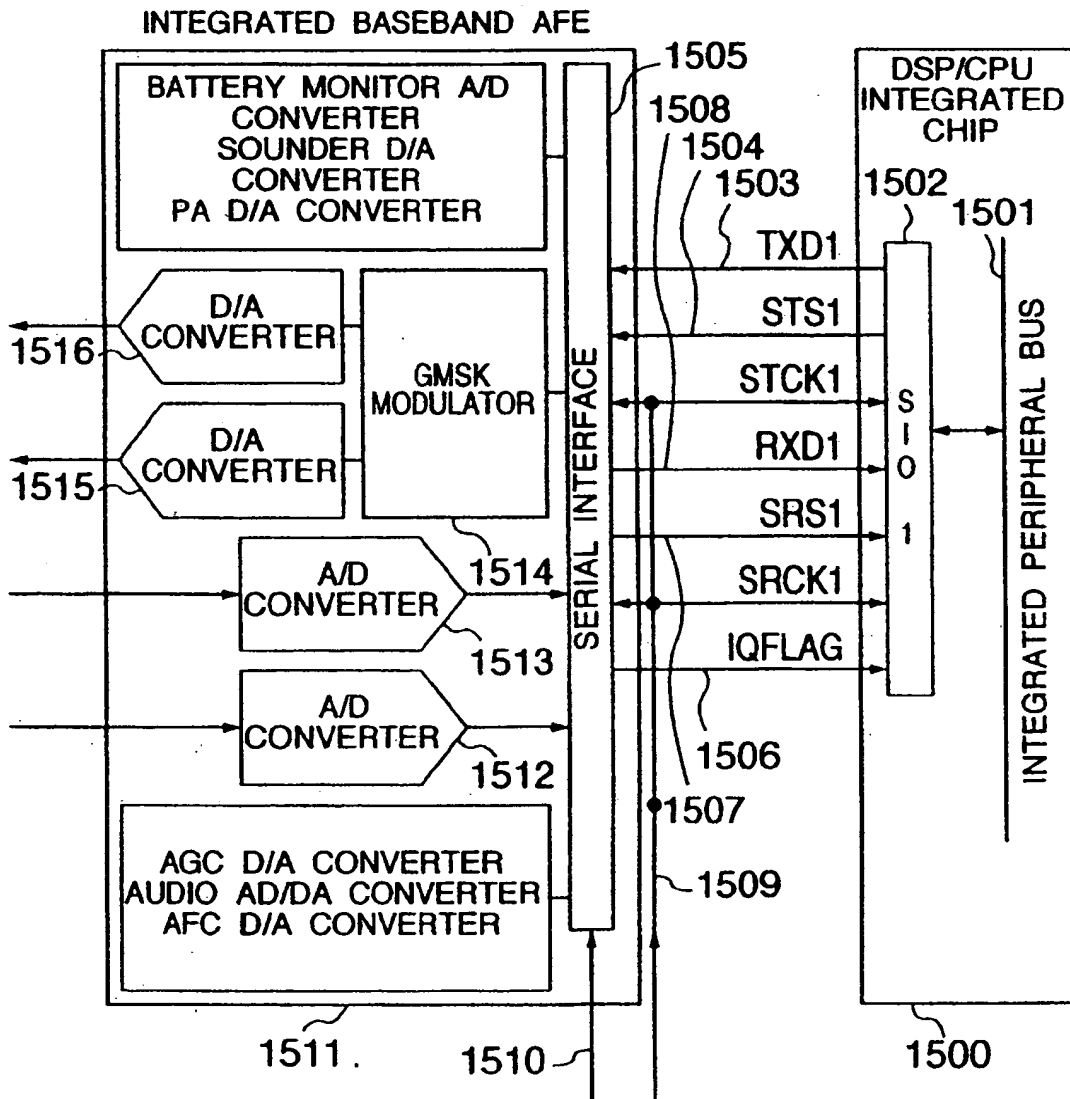 INTEGRATED BASEBAND AFE
BATTERY MONITOR A/D
CONVERTER
SOUNDER D/A
CONVERTER
PA D/A CONVERTER
1505
1508
1504
1503
DSP/CPU
INTEGRATED
CHIP
1502
1501
TXD1
STS1
STCK1
RXD1
SRS1
SRCK1
IQFLAG
SIO 1
INTEGRATED PERIPHERAL BUS
SERIAL INTERFACE
D/A
CONVERTER
1516
GMSK
MODULATOR
D/A
CONVERTER
1515
1514
A/D
CONVERTER
1513
A/D
CONVERTER
1512
1506
1507
1509
AGC D/A CONVERTER
AUDIO AD/DA CONVERTER
AFC D/A CONVERTER
1511
1510
1500